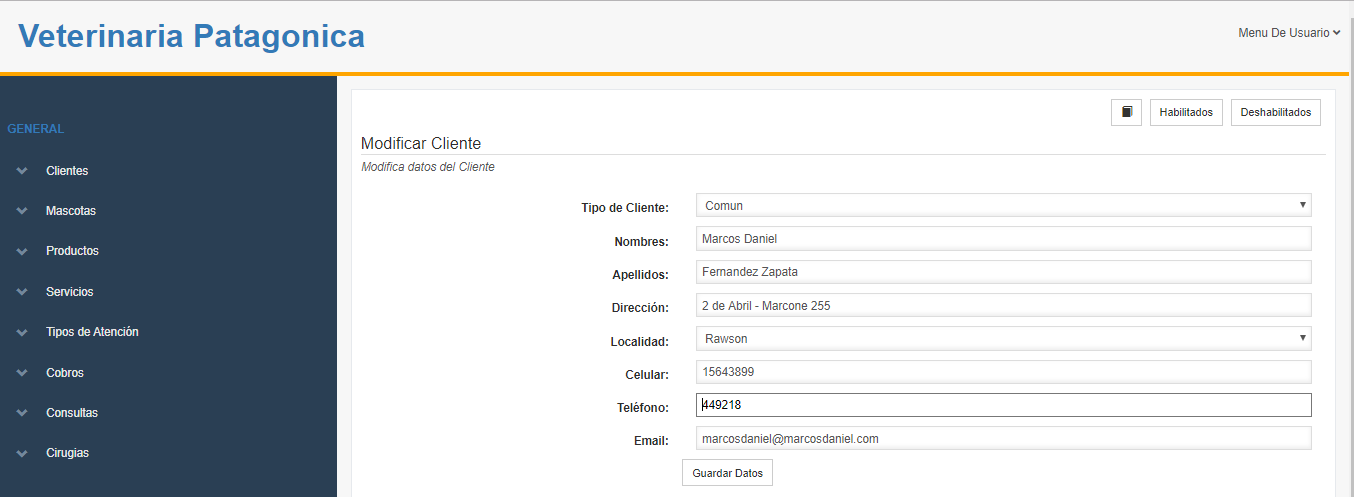 Veterinaria Patagonica
Menu De Usuario
GENERAL
Clientes
Mascotas
Productos
Servicios
Tipos de Atención
Cobros
Consultas
Cirugias
Habilitados
Deshabilitados
Modificar Cliente
Modifica datos del Cliente
Tipo de Cliente: Comun
Nombres: Marcos Daniel
Apellidos: Fernandez Zapata
Dirección: 2 de Abril - Marcone 255
Localidad: Rawson
Celular: 15643899
Teléfono: 449218
Email: marcosdaniel@marcosdaniel.com
Guardar Datos